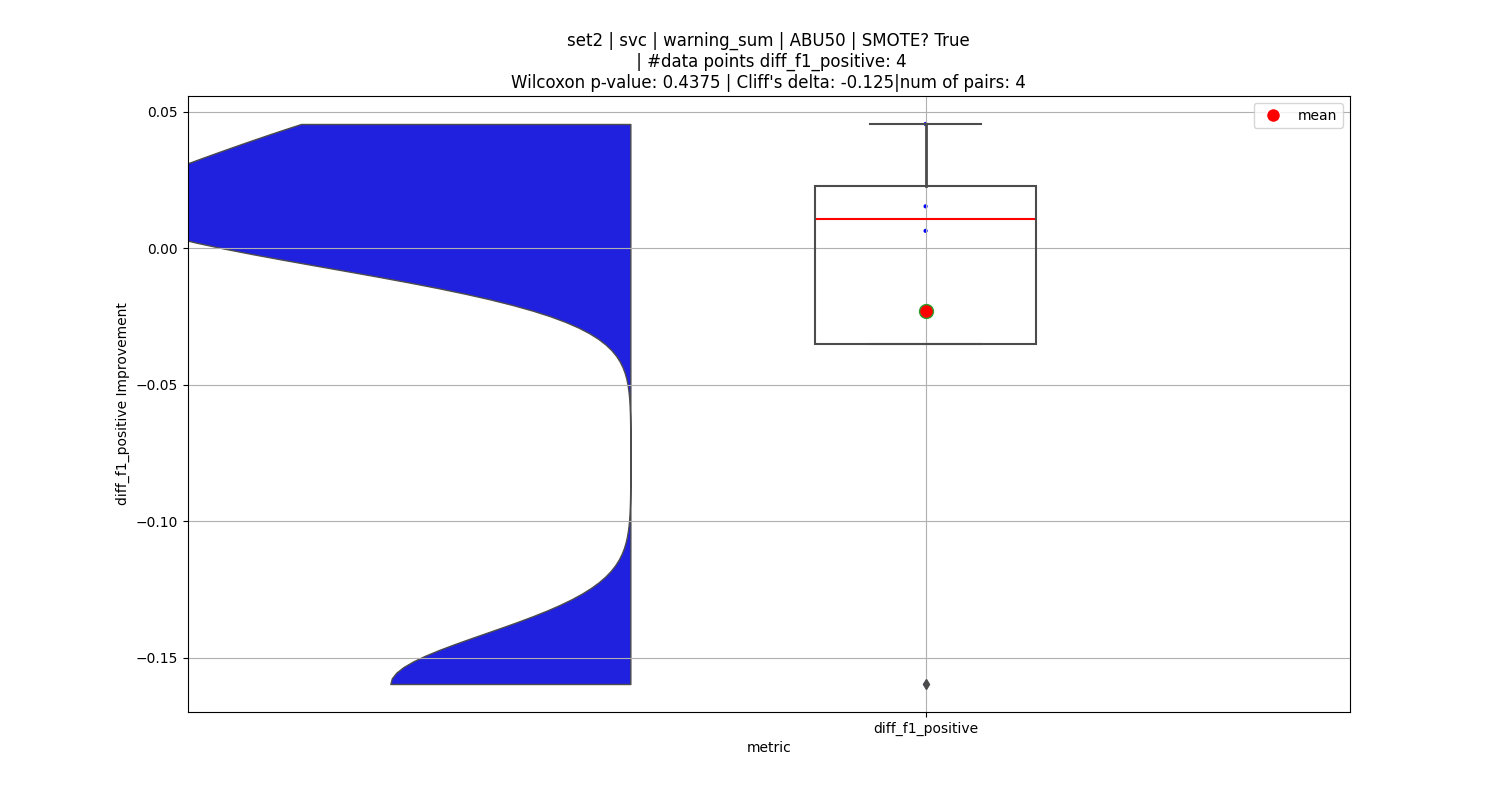 set2 | svc | warning_sum | ABU50 | SMOTE? True
| #data points diff_f1_positive: 4
Wilcoxon p-value: 0.4375 | Cliff's delta: -0.125|num of pairs: 4
mean
0.05
0.00
−0.05
−0.10
−0.15
diff_f1_positive Improvement
diff_f1_positive
metric